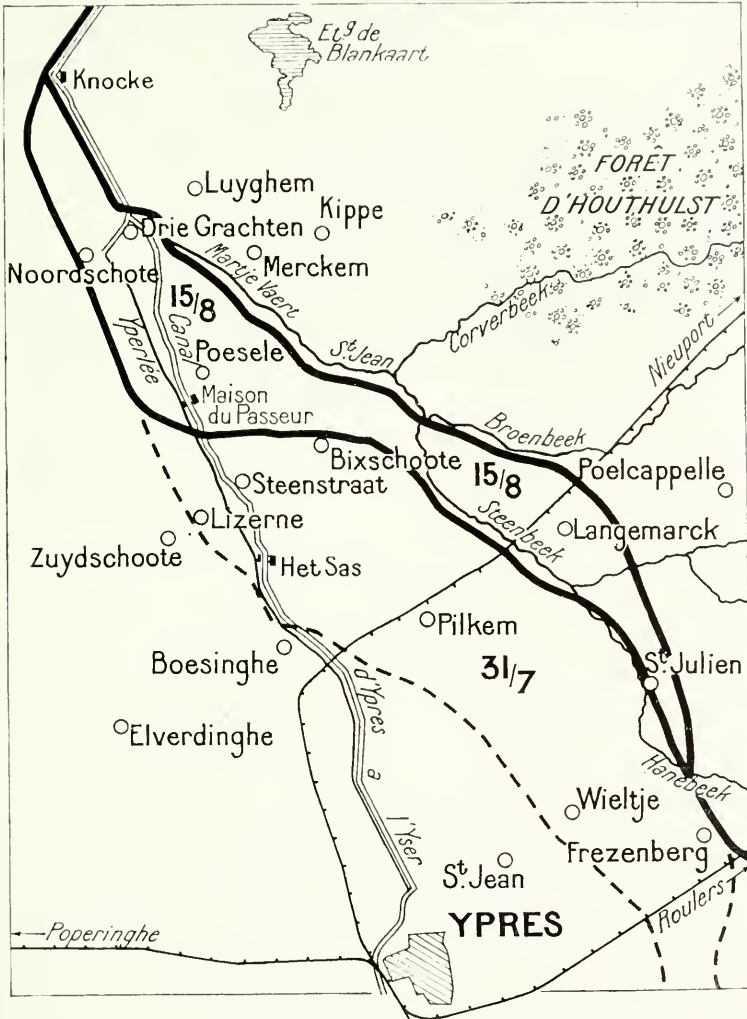 Etg de
Blankaart
Knocke
FORÊT
D'HOUTHULST
Luyghem
Kippe
Drie Grachten
Merckem
Noordschote
Martje Vaert
15/8
Yperlée
Canal
Poesele
St Jean
Corverbeek
Nieuport
Maison
du Passeur
Broenbeek
Bixschoote
15/8
Poelcappelle
Steenstraat
Steenbeek
Lizerne
Langemarck
Zuydschoote
Het Sas
Pilkem
31/7
Boesinghe
St. Julien
d'Ypres
a
l'Yser
Elverdinghe
Hanebeek
Wieltje
Frezenberg
St. Jean
Roulers
YPRES
Poperinghe